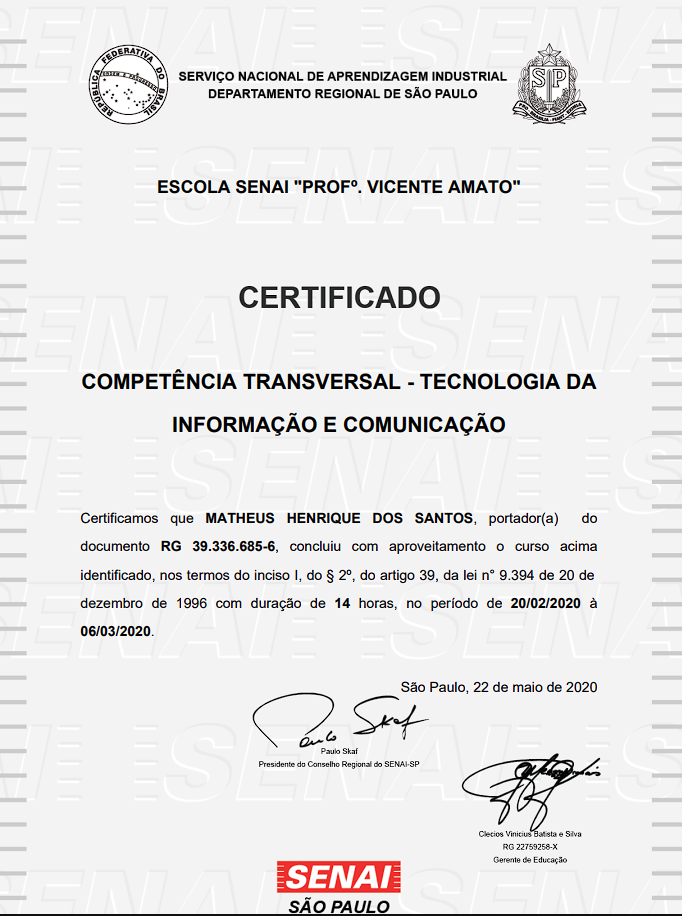 REPÚBLICA FEDERATIVA DO BRASIL
ORDEM E PROGRESSO
SERVIÇO NACIONAL DE APRENDIZAGEM INDUSTRIAL
DEPARTAMENTO REGIONAL DE SÃO PAULO
SP
ESCOLA SENAI "PROFº. VICENTE AMATO"
CERTIFICADO
COMPETÊNCIA TRANSVERSAL - TECNOLOGIA DA
INFORMAÇÃO E COMUNICAÇÃO
Certificamos que MATHEUS HENRIQUE DOS SANTOS, portador(a) do
documento RG 39.336.685-6, concluiu com aproveitamento o curso acima
identificado, nos termos do inciso I, do § 2º, do artigo 39, da lei n° 9.394 de 20 de
dezembro de 1996 com duração de 14 horas, no período de 20/02/2020 à
06/03/2020.
São Paulo, 22 de maio de 2020
Paulo Skaf
Paulo Skaf
Presidente do Conselho Regional do SENAI-SP
Clecios Vinícius Batista e Silva
RG 22759258-X
Gerente de Educação
SENAI
SÃO PAULO